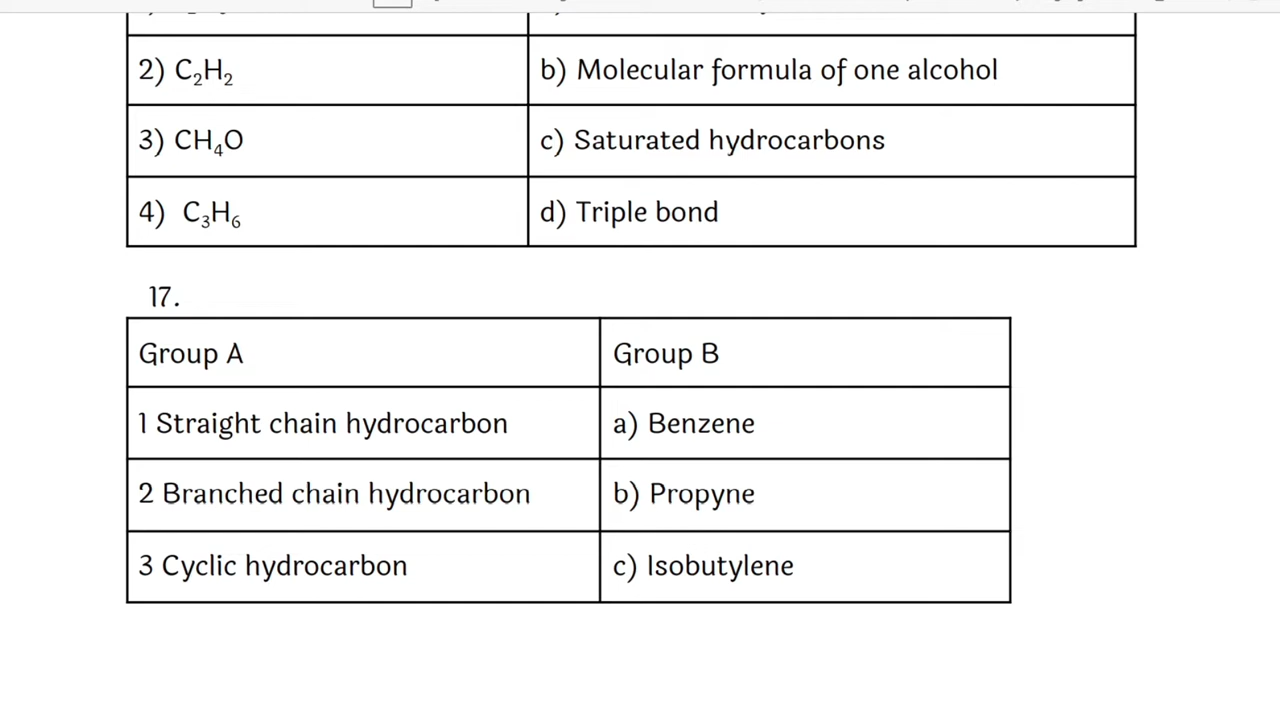 2) C₂H₂ b) Molecular formula of one alcohol
3) CH₄O c) Saturated hydrocarbons
4) C₃H₆ d) Triple bond
17.
Group A Group B
1 Straight chain hydrocarbon a) Benzene
2 Branched chain hydrocarbon b) Propyne
3 Cyclic hydrocarbon c) Isobutylene